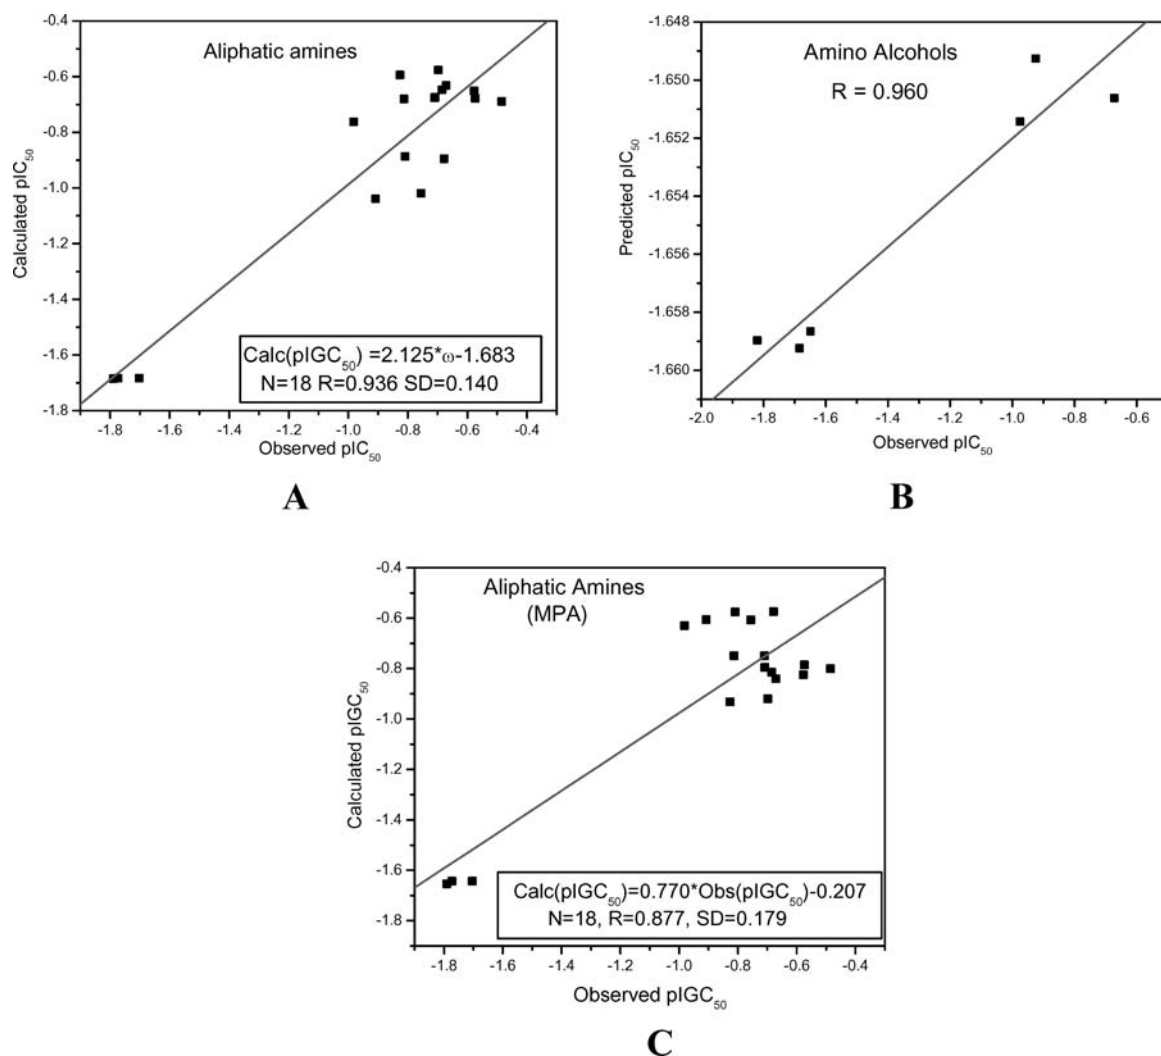 Aliphatic amines
Calculated pIC50
-0.4
-0.6
-0.8
-1.0
-1.2
-1.4
-1.6
-1.8
Calc(pIGC50) =2.125*ω-1.683
N=18 R=0.936 SD=0.140
-1.8 -1.6 -1.4 -1.2 -1.0 -0.8 -0.6 -0.4
Observed pIC50
A
Amino Alcohols
R = 0.960
Predicted pIC50
-1.648
-1.650
-1.652
-1.654
-1.656
-1.658
-1.660
-2.0 -1.8 -1.6 -1.4 -1.2 -1.0 -0.8 -0.6
Observed pIC50
B
Aliphatic Amines
(MPA)
Calculated pIGC50
-0.4
-0.6
-0.8
-1.0
-1.2
-1.4
-1.6
-1.8
Calc(pIGC50)=0.770*Obs(pIGC50)-0.207
N=18, R=0.877, SD=0.179
-1.8 -1.6 -1.4 -1.2 -1.0 -0.8 -0.6 -0.4
Observed pIGC50
C